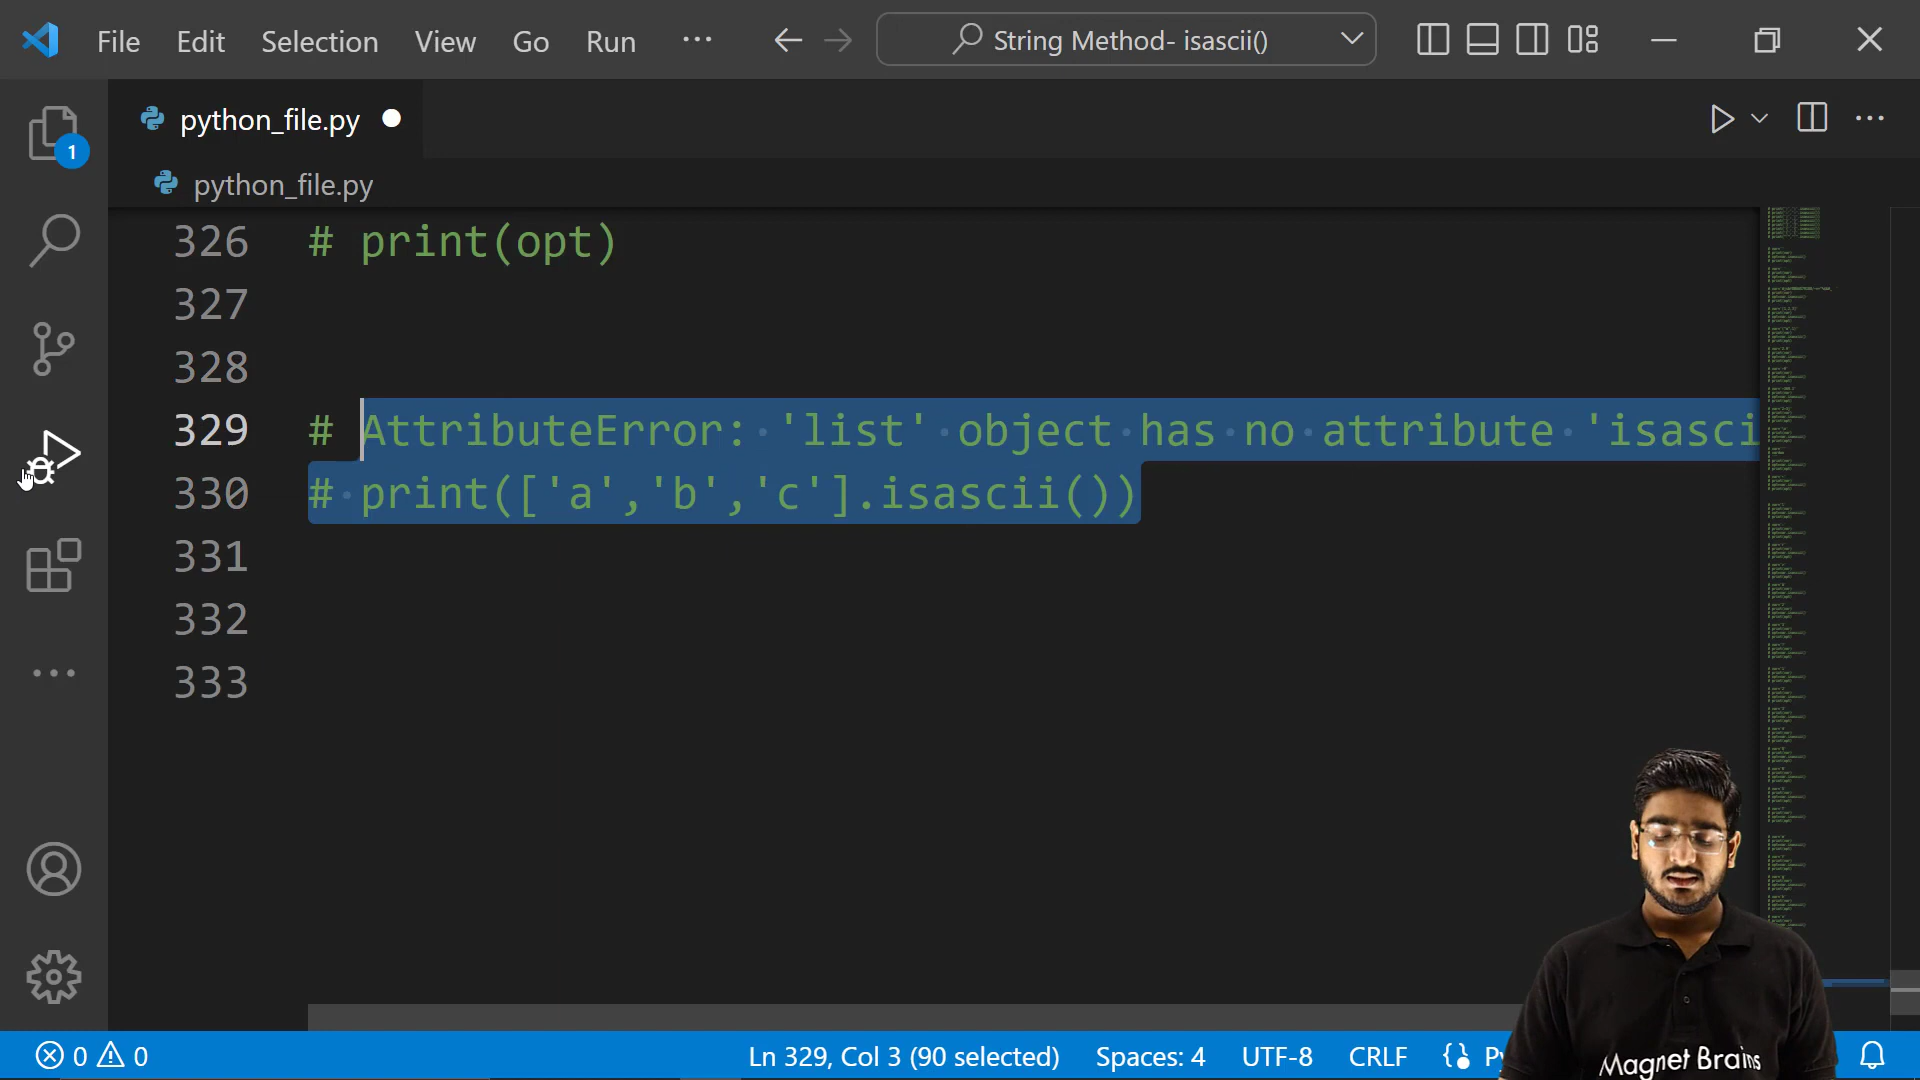 File Edit Selection View Go Run ... String Method- isascii()
python_file.py
1
python_file.py
326 # print(opt)
327
328
329 # AttributeError: 'list' object has no attribute 'isasci
330 # print(['a','b','c'].isascii())
331
332
333
0 0 Ln 329, Col 3 (90 selected) Spaces: 4 UTF-8 CRLF
Magnet Brains